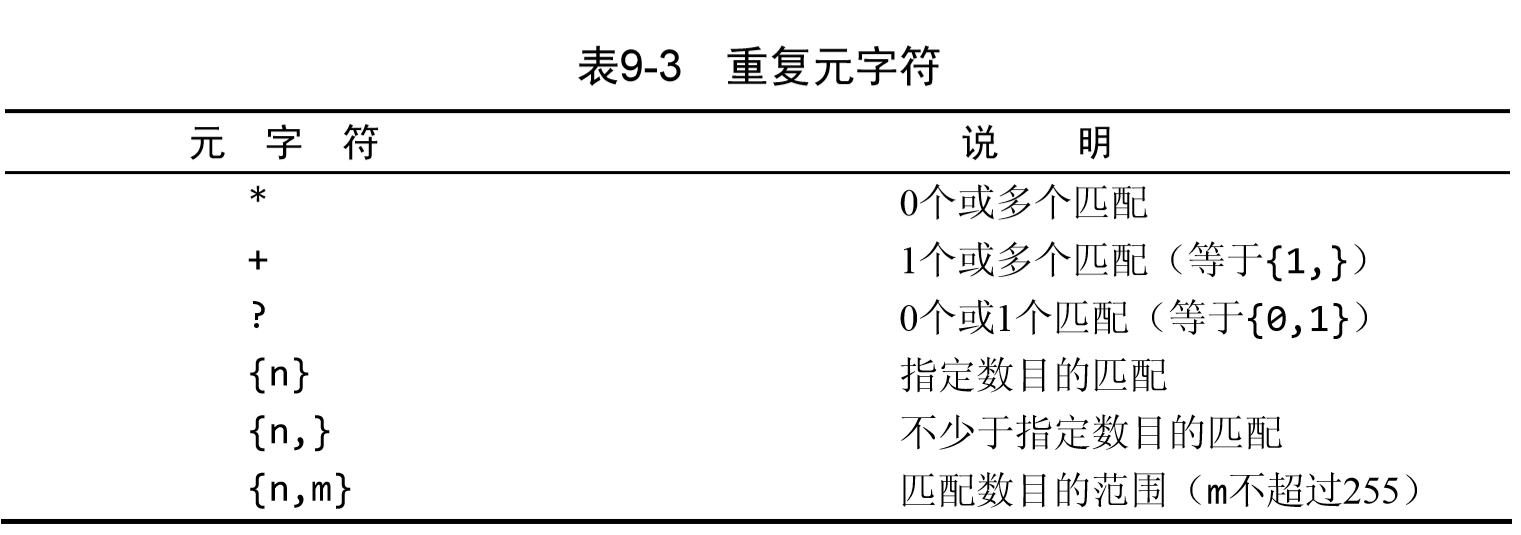 表9-3 重复元字符
元 字 符 说 明
* 0个或多个匹配
+ 1个或多个匹配（等于{1,}）
? 0个或1个匹配（等于{0,1}）
{n} 指定数目的匹配
{n,} 不少于指定数目的匹配
{n,m} 匹配数目的范围（m不超过255）